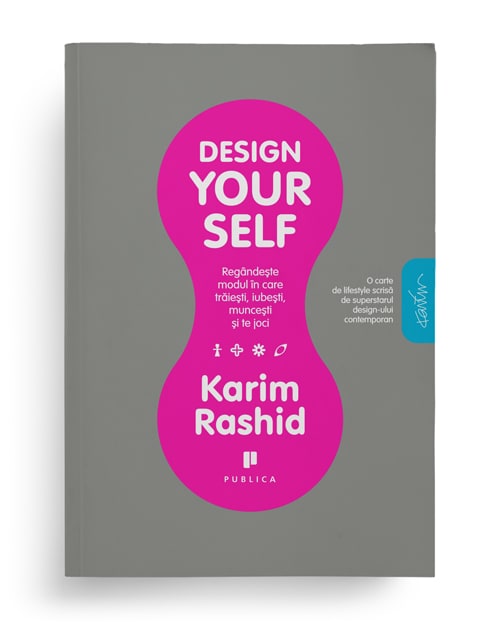 DESIGN
YOUR
SELF
Regândește
modul în care
trăiești, iubești,
muncești
și te joci
Karim
Rashid
PUBLICA
O carte
de lifestyle scrisă
de superstarul
design-ului
contemporan
Karim